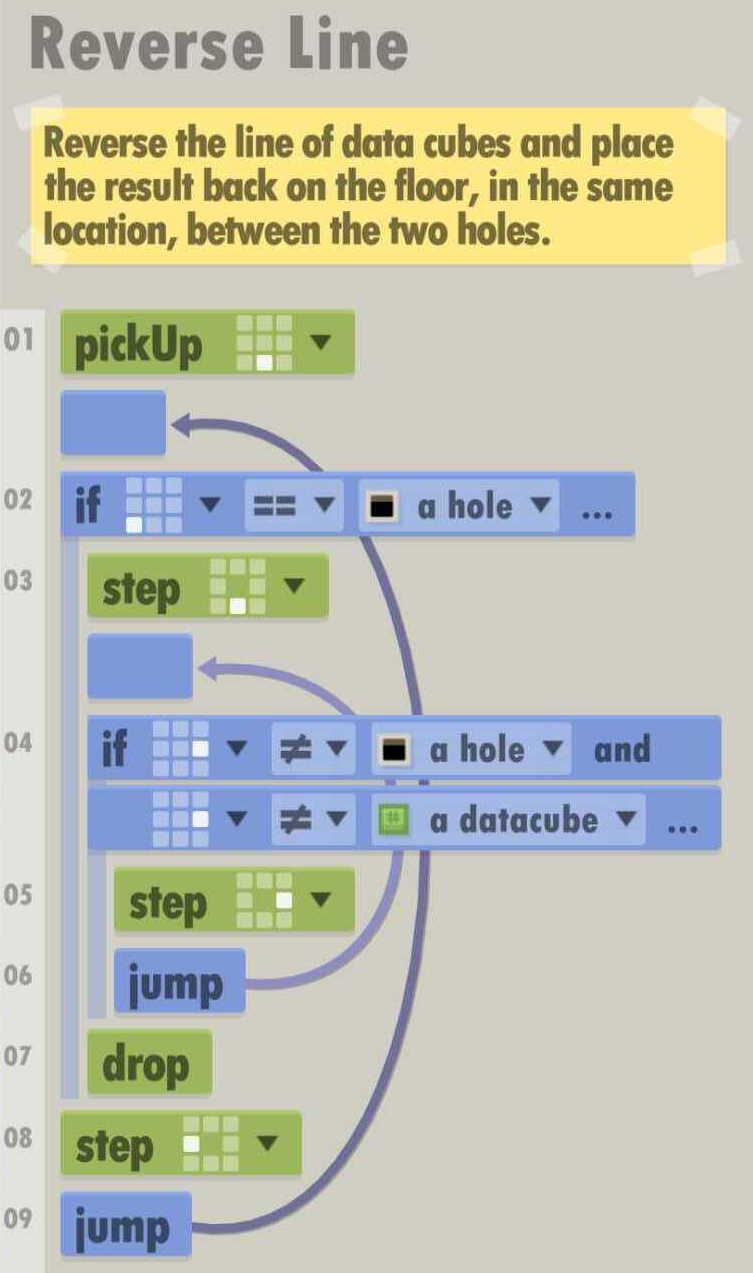 Reverse Line
Reverse the line of data cubes and place
the result back on the floor, in the same
location, between the two holes.
01 pickUp
02 if == a hole ...
03 step
04 if ≠ a hole and
≠ # a datacube ...
05 step
06 jump
07 drop
08 step
09 jump